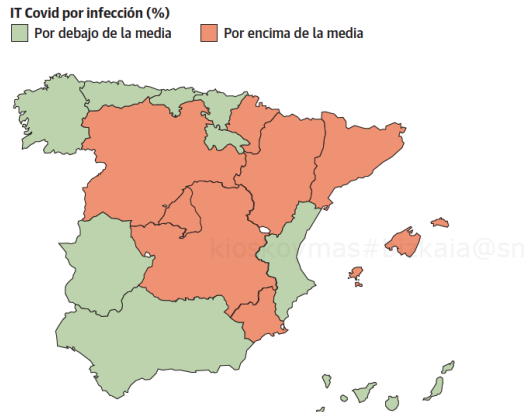 IT Covid por infección (%)
Por debajo de la media
Por encima de la media